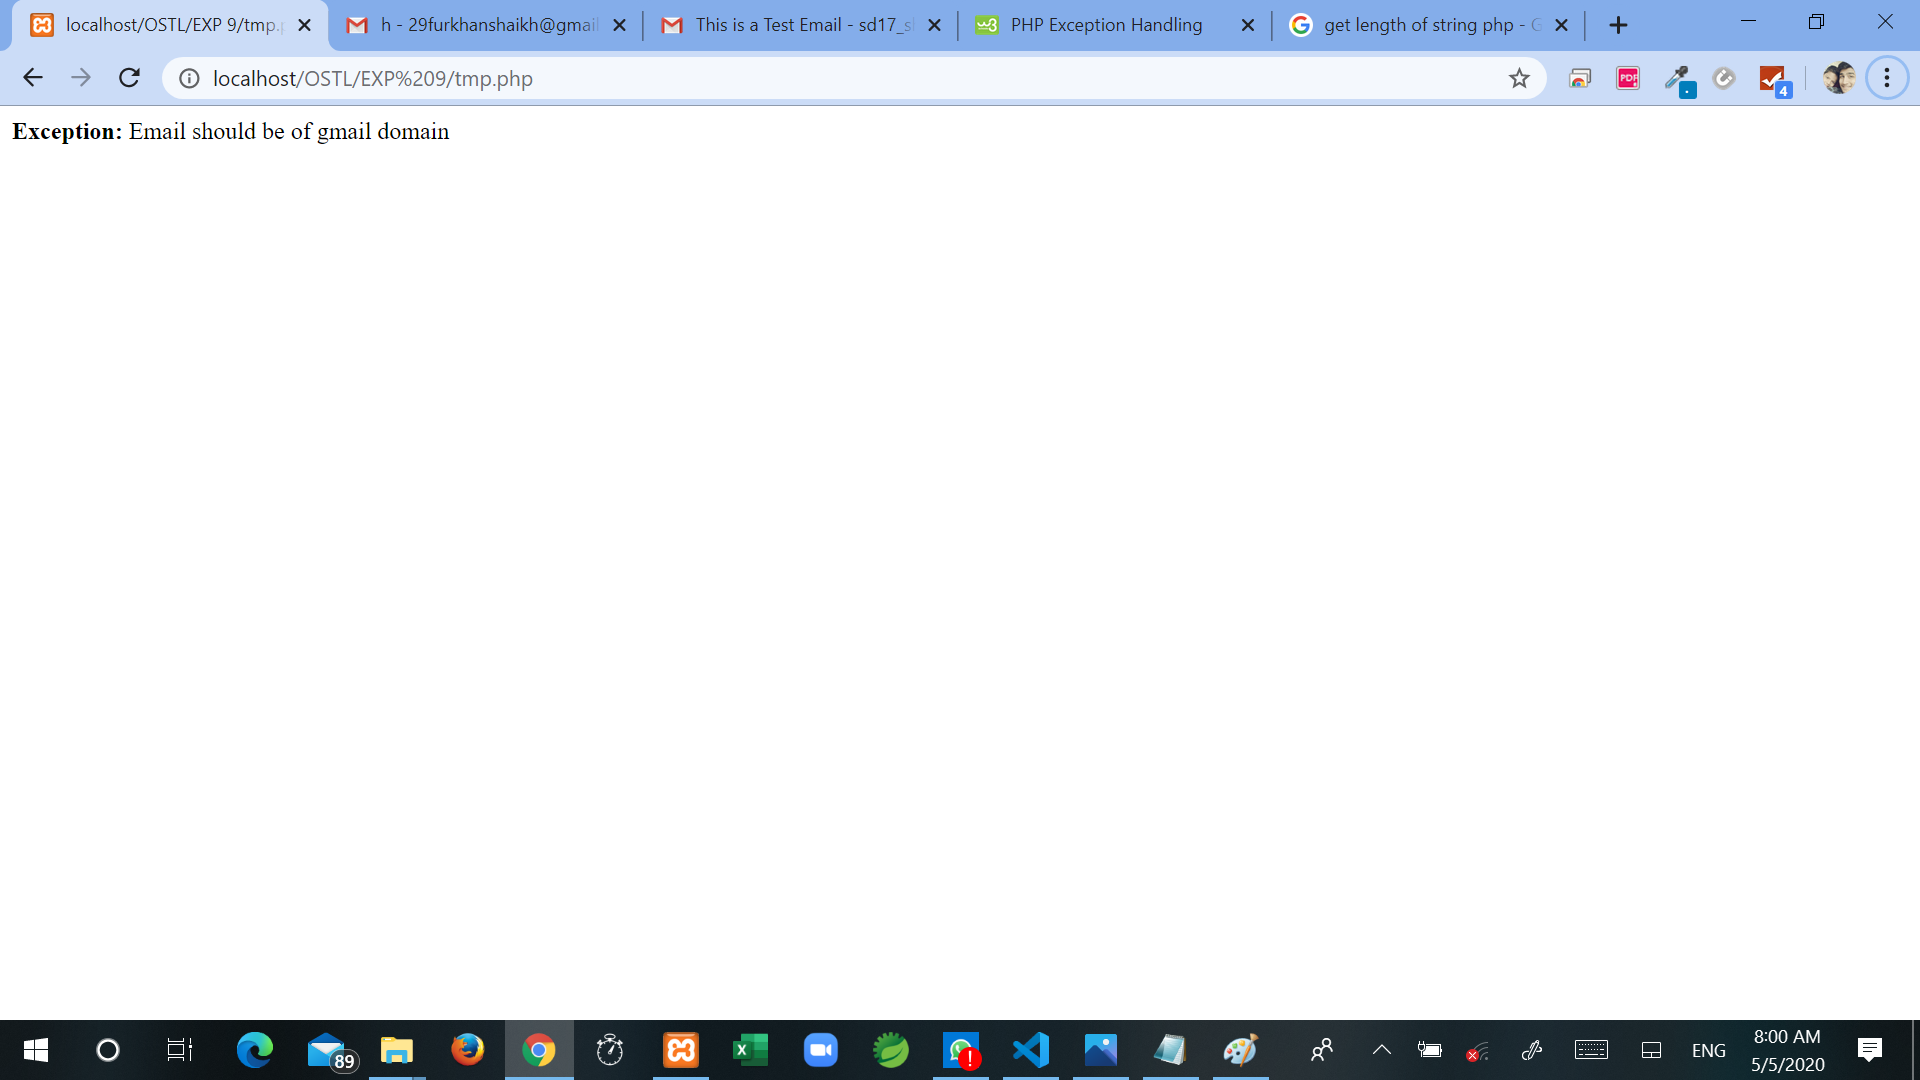 localhost/OSTL/EXP 9/tmp.p
h - 29furkhanshaikh@gmail
This is a Test Email - sd17_s
PHP Exception Handling
get length of string php - G
localhost/OSTL/EXP%209/tmp.php
PDF
4
Exception: Email should be of gmail domain
89
ENG
8:00 AM
5/5/2020